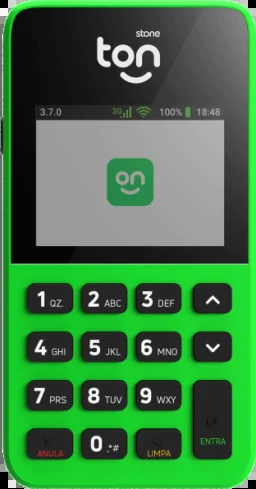 stone
ton
3.7.0 3G 100% 18:48
on
1 QZ. 2 ABC 3 DEF
4 GHI 5 JKL 6 MNO
7 PRS 8 TUV 9 WXY
ANULA 0 .*# LIMPA ENTRA